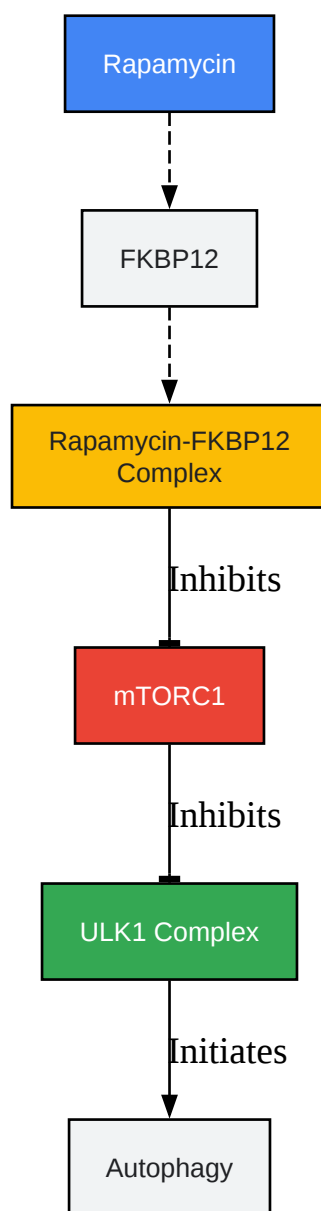 Rapamycin
FKBP12
Rapamycin-FKBP12
Complex
Inhibits
mTORC1
Inhibits
ULK1 Complex
Initiates
Autophagy